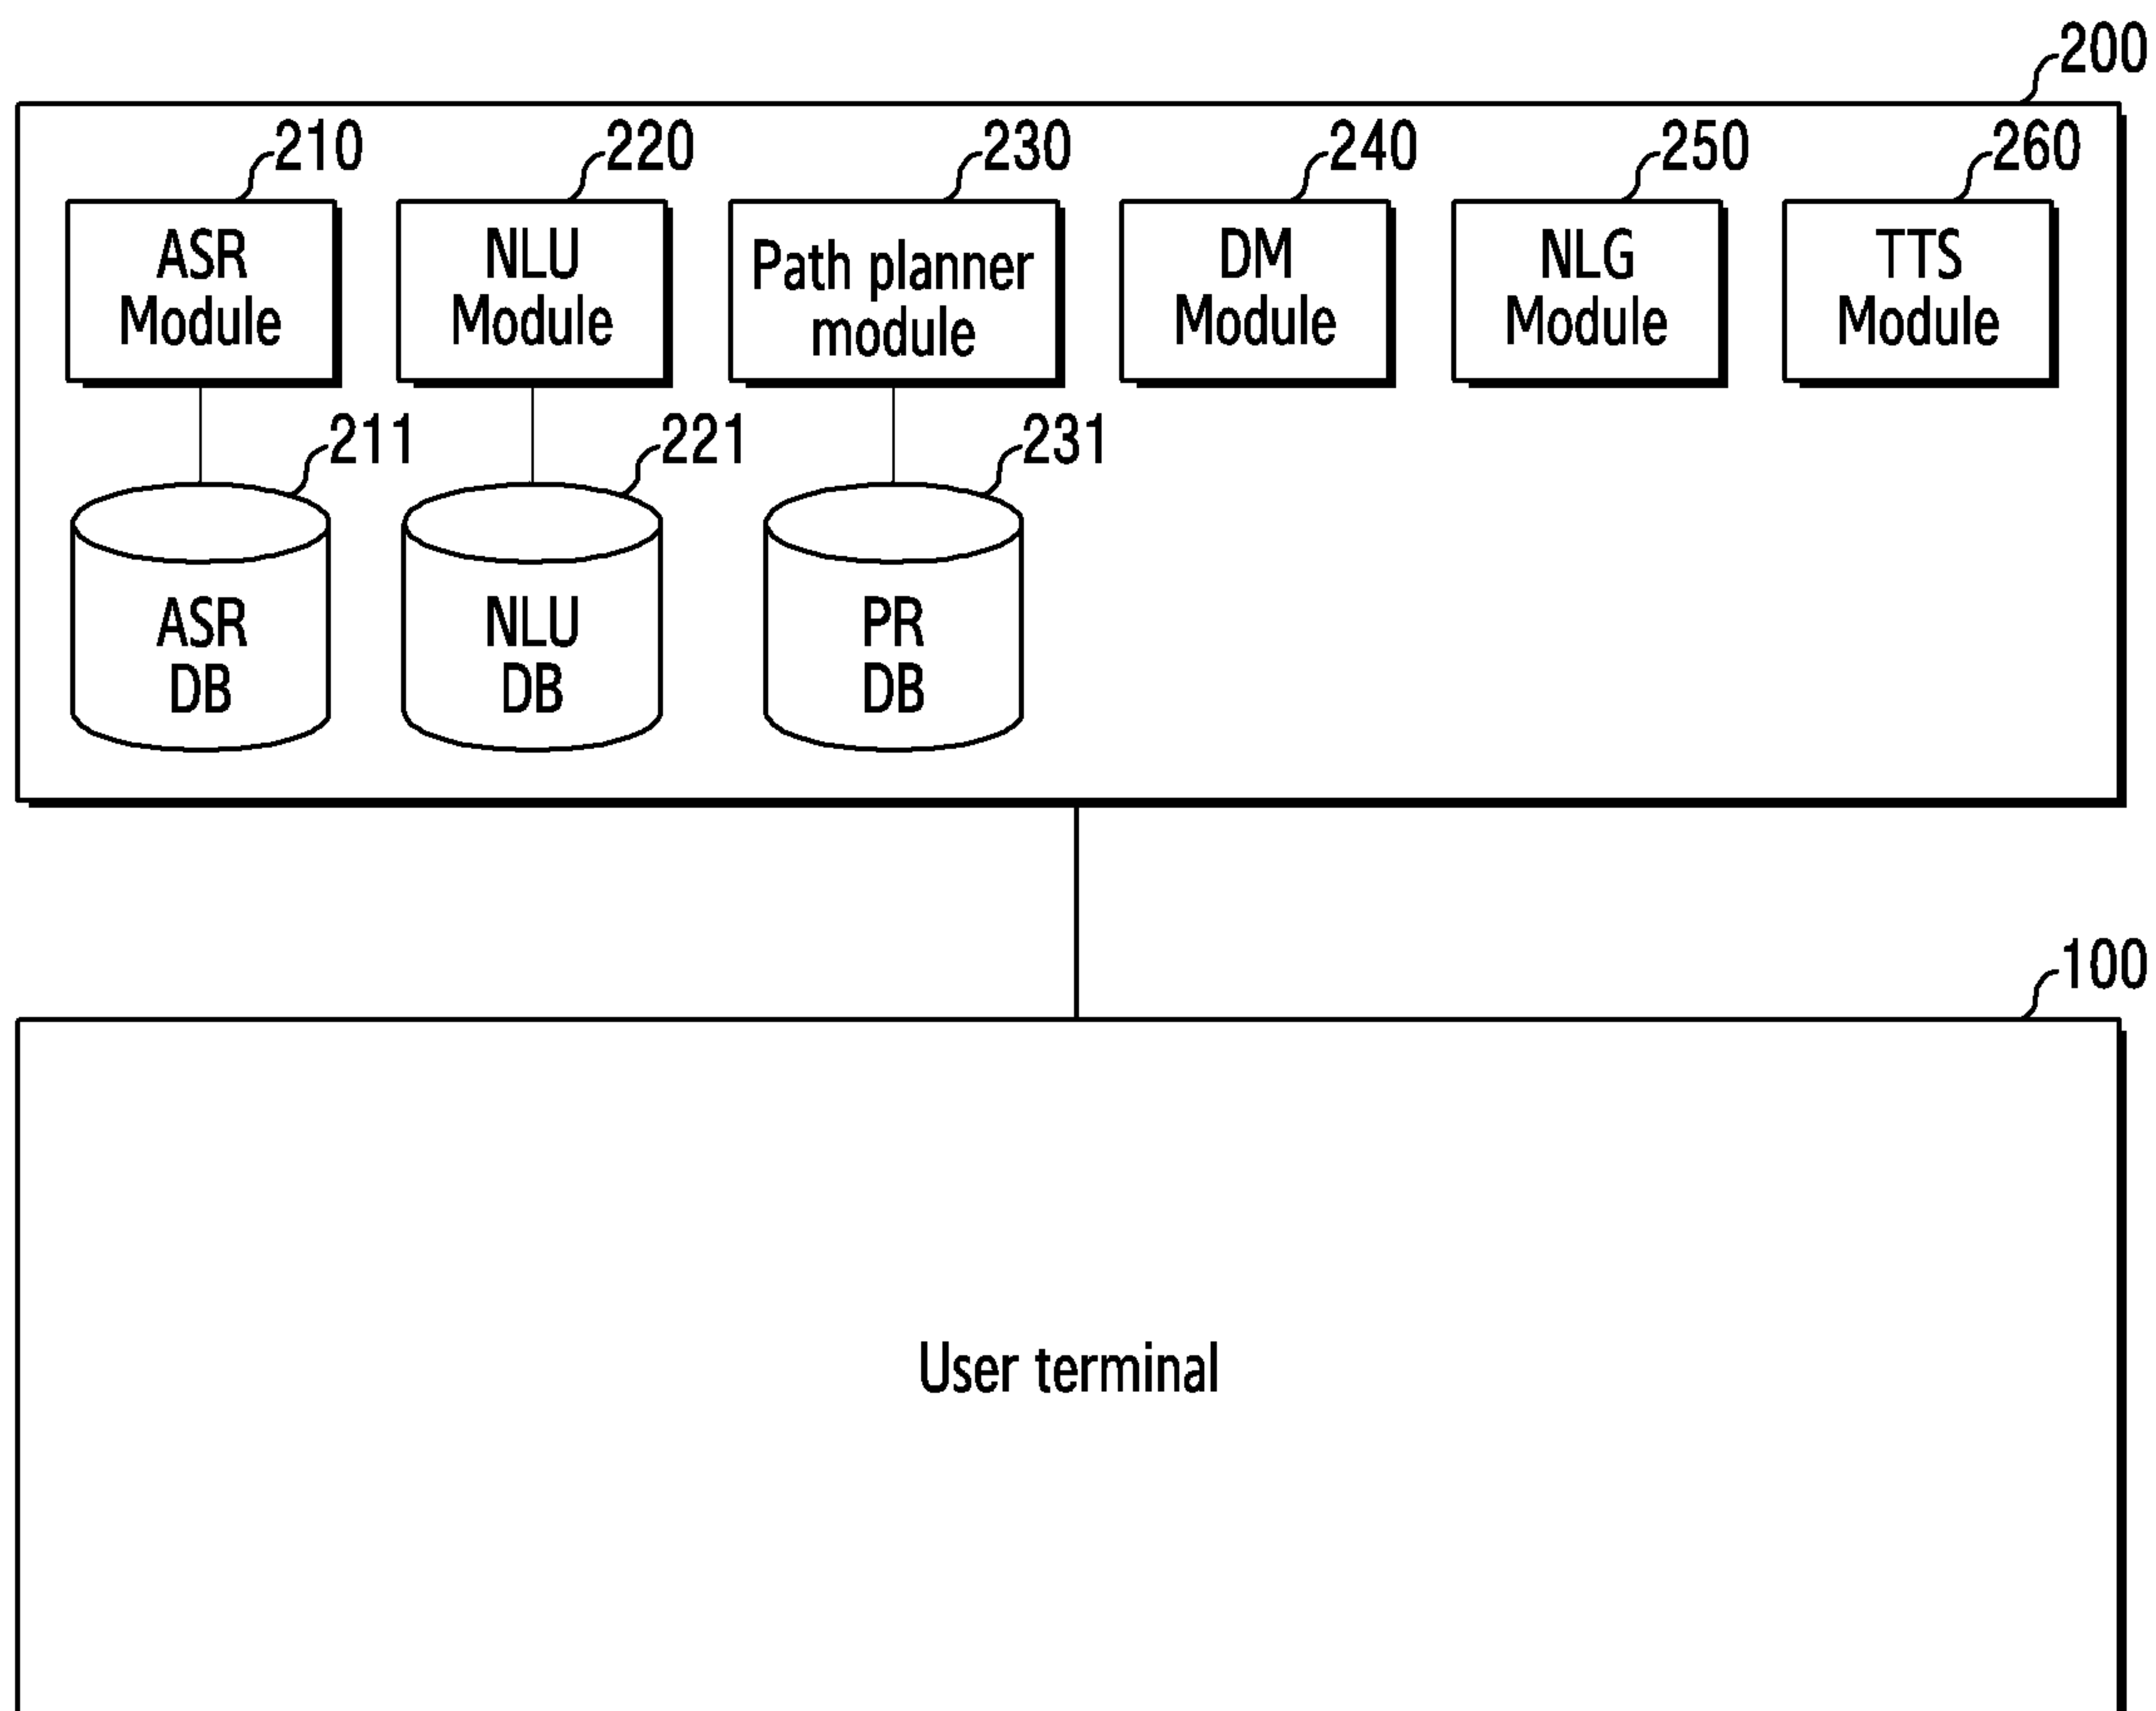 200
210
220
230
240
250
260
ASR
Module
NLU
Module
Path planner
module
DM
Module
NLG
Module
TTS
Module
211
221
231
ASR
DB
NLU
DB
PR
DB
100
User terminal